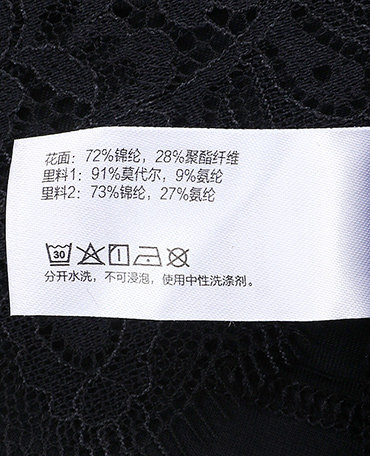 花面：72%锦纶，28%聚酯纤维
里料1：91%莫代尔，9%氨纶
里料2：73%锦纶，27%氨纶
30
分开水洗，不可浸泡，使用中性洗涤剂。